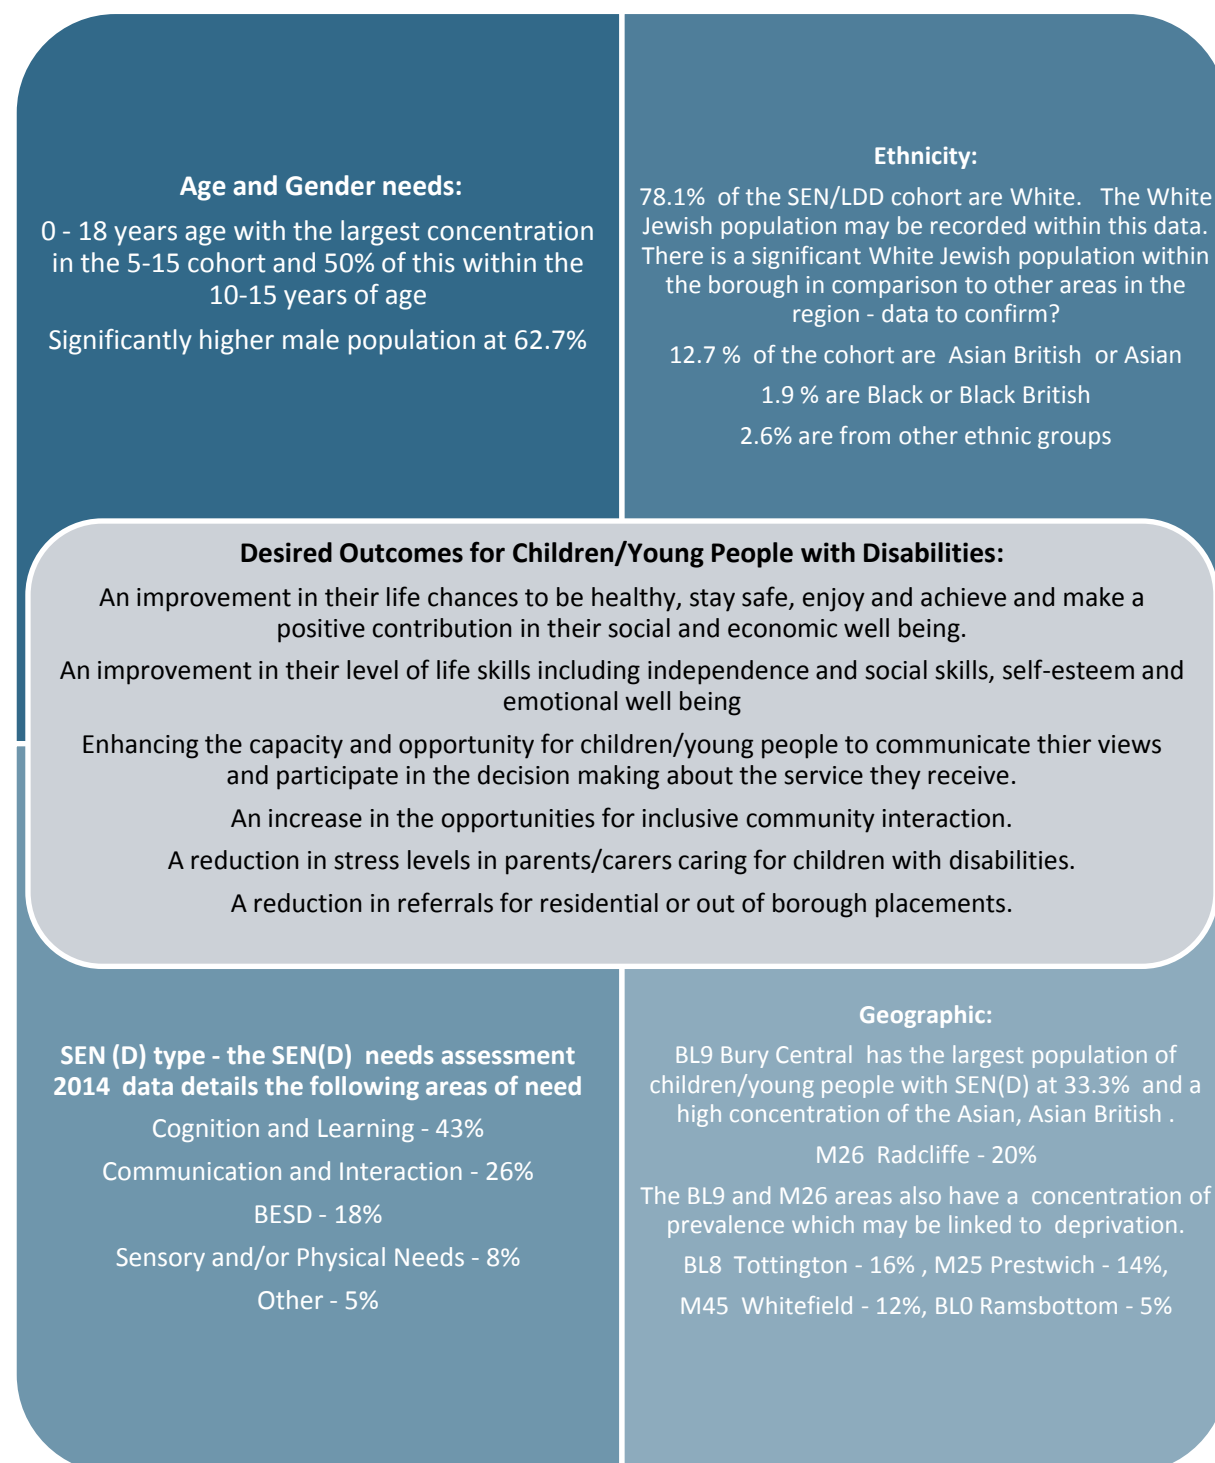 Age and Gender needs:
0 - 18 years age with the largest concentration
in the 5-15 cohort and 50% of this within the
10-15 years of age
Significantly higher male population at 62.7%
Ethnicity:
78.1% of the SEN/LDD cohort are White. The White
Jewish population may be recorded within this data.
There is a significant White Jewish population within
the borough in comparison to other areas in the
region - data to confirm?
12.7 % of the cohort are Asian British or Asian
1.9 % are Black or Black British
2.6% are from other ethnic groups
Desired Outcomes for Children/Young People with Disabilities:
An improvement in their life chances to be healthy, stay safe, enjoy and achieve and make a
positive contribution in their social and economic well being.
An improvement in their level of life skills including independence and social skills, self-esteem and
emotional well being
Enhancing the capacity and opportunity for children/young people to communicate thier views
and participate in the decision making about the service they receive.
An increase in the opportunities for inclusive community interaction.
A reduction in stress levels in parents/carers caring for children with disabilities.
A reduction in referrals for residential or out of borough placements.
SEN (D) type - the SEN(D) needs assessment
2014 data details the following areas of need
Cognition and Learning - 43%
Communication and Interaction - 26%
BESD - 18%
Sensory and/or Physical Needs - 8%
Other - 5%
Geographic:
BL9 Bury Central has the largest population of
children/young people with SEN(D) at 33.3% and a
high concentration of the Asian, Asian British .
M26 Radcliffe - 20%
The BL9 and M26 areas also have a concentration of
prevalence which may be linked to deprivation.
BL8 Tottington - 16% , M25 Prestwich - 14%,
M45 Whitefield - 12%, BL0 Ramsbottom - 5%